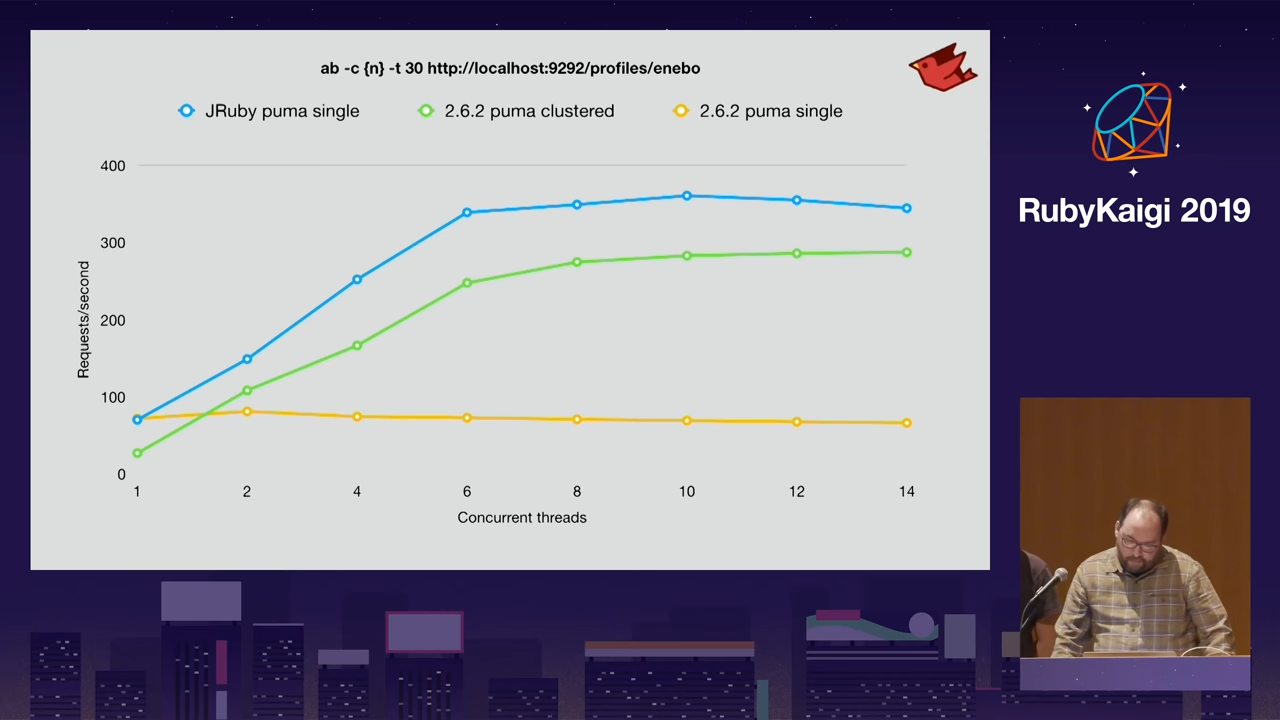 ab -c {n} -t 30 http://localhost:9292/profiles/enebo
JRuby puma single
2.6.2 puma clustered
2.6.2 puma single
400
300
200
100
0
Requests/second
1 2 4 6 8 10 12 14
Concurrent threads
RubyKaigi 2019